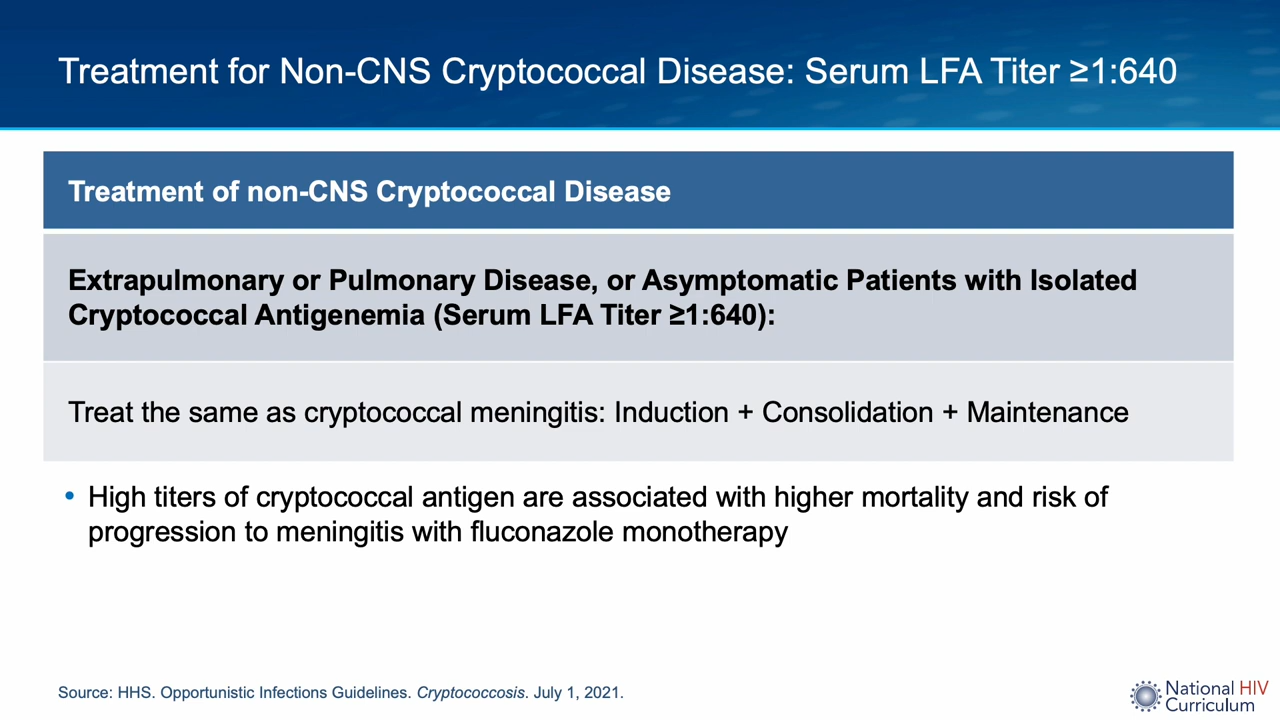 Treatment for Non-CNS Cryptococcal Disease: Serum LFA Titer ≥1:640
Treatment of non-CNS Cryptococcal Disease
Extrapulmonary or Pulmonary Disease, or Asymptomatic Patients with Isolated
Cryptococcal Antigenemia (Serum LFA Titer ≥1:640):
Treat the same as cryptococcal meningitis: Induction + Consolidation + Maintenance
• High titers of cryptococcal antigen are associated with higher mortality and risk of
progression to meningitis with fluconazole monotherapy
Source: HHS. Opportunistic Infections Guidelines. Cryptococcosis. July 1, 2021.
National HIV
Curriculum